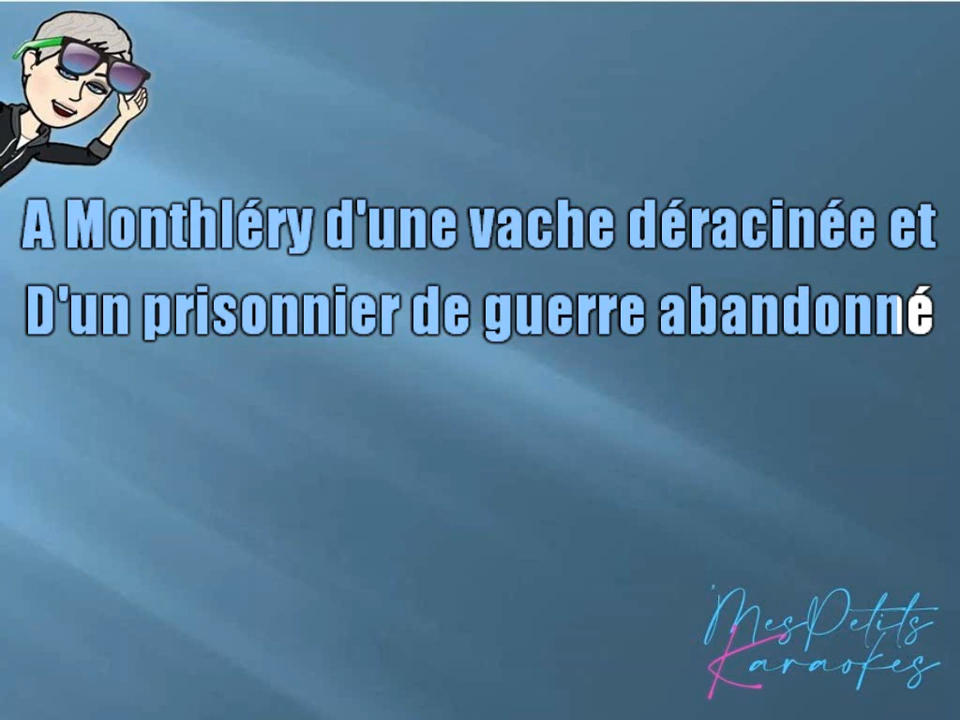 A Monthléry d'une vache déracinée et
D'un prisonnier de guerre abandonné
MesPetits
Karaokes